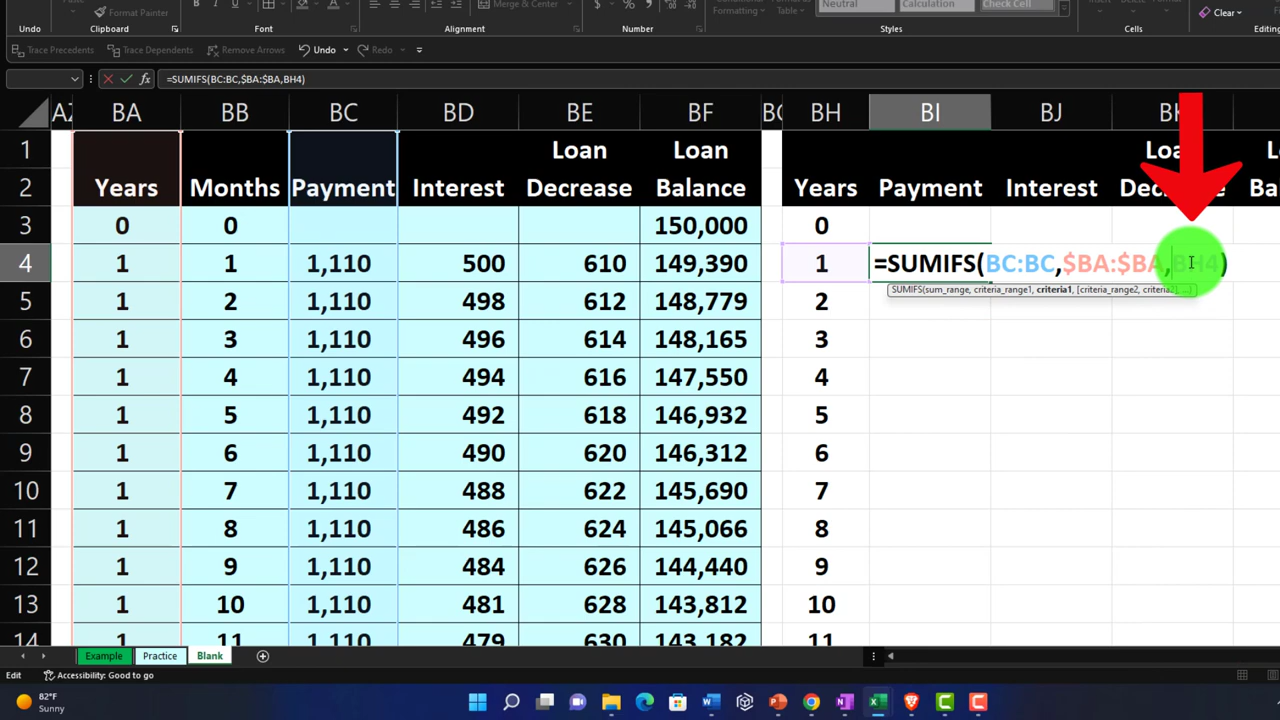 Format Painter
B I U
Merge & Center
$ %
Conditional Formatting
Format as Table
Neutral Calculation Check Cell
Clear
Undo Clipboard Font Alignment Number Styles Cells Editing
Trace Precedents Trace Dependents Remove Arrows Undo Redo
fx =SUMIFS(BC:BC,$BA:$BA,BH4)
AZ BA BB BC BD BE BF BG BH BI BJ BK
1 Loan Loan Loa
2 Years Months Payment Interest Decrease Balance Years Payment Interest Decrease Ba
3 0 0 150,000 0
4 1 1 1,110 500 610 149,390 1 =SUMIFS(BC:BC,$BA:$BA,BH4)
SUMIFS(sum_range, criteria_range1, criteria1, [criteria_range2, criteria2], ...)
5 1 2 1,110 498 612 148,779 2
6 1 3 1,110 496 614 148,165 3
7 1 4 1,110 494 616 147,550 4
8 1 5 1,110 492 618 146,932 5
9 1 6 1,110 490 620 146,312 6
10 1 7 1,110 488 622 145,690 7
11 1 8 1,110 486 624 145,066 8
12 1 9 1,110 484 626 144,440 9
13 1 10 1,110 481 628 143,812 10
14 1 11 1,110 479 630 143,182 11
Example Practice Blank
Edit Accessibility: Good to go
82°F
Sunny